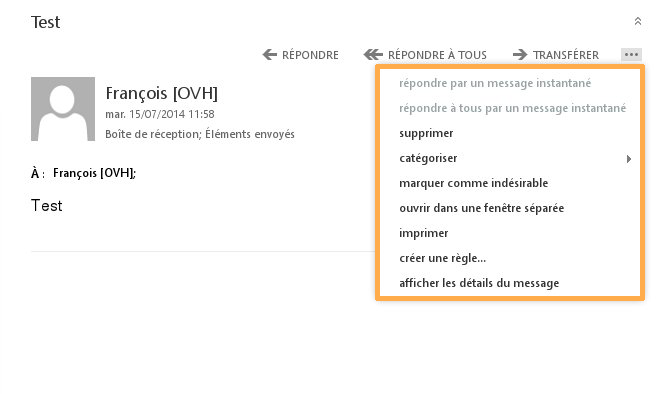 Test
RÉPONDRE RÉPONDRE À TOUS TRANSFÉRER
François [OVH]
mar. 15/07/2014 11:58
Boîte de réception; Éléments envoyés
À : François [OVH];
Test
répondre par un message instantané
répondre à tous par un message instantané
supprimer
catégoriser
marquer comme indésirable
ouvrir dans une fenêtre séparée
imprimer
créer une règle...
afficher les détails du message